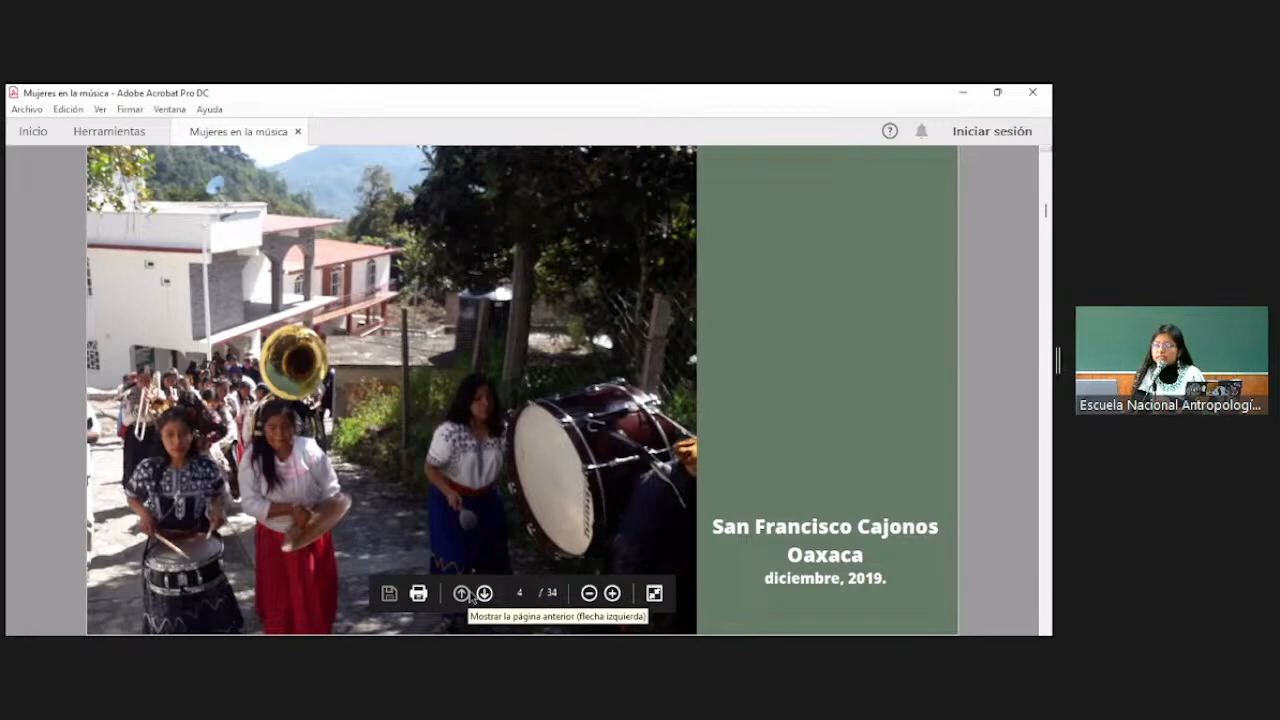 Mujeres en la música - Adobe Acrobat Pro DC
Archivo Edición Ver Firmar Ventana Ayuda
Inicio Herramientas Mujeres en la música × Iniciar sesión
San Francisco Cajonos
Oaxaca
diciembre, 2019.
4 / 34
Mostrar la página anterior (flecha izquierda)
Escuela Nacional Antropologí...